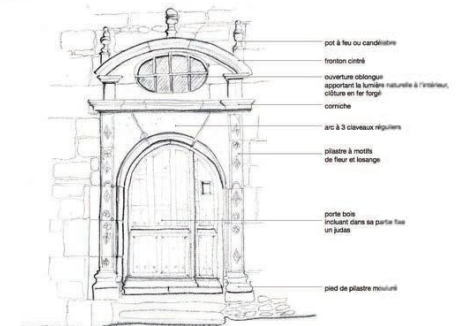 pot à feu ou candélabre
fronton cintré
ouverture oblongue
apportant la lumière naturelle à l'intérieur,
clôture en fer forgé
corniche
arc à 3 claveaux réguliers
pilastre à motifs
de fleur et losange
porte bois
incluant dans sa partie fixe
un judas
pied de pilastre mouluré